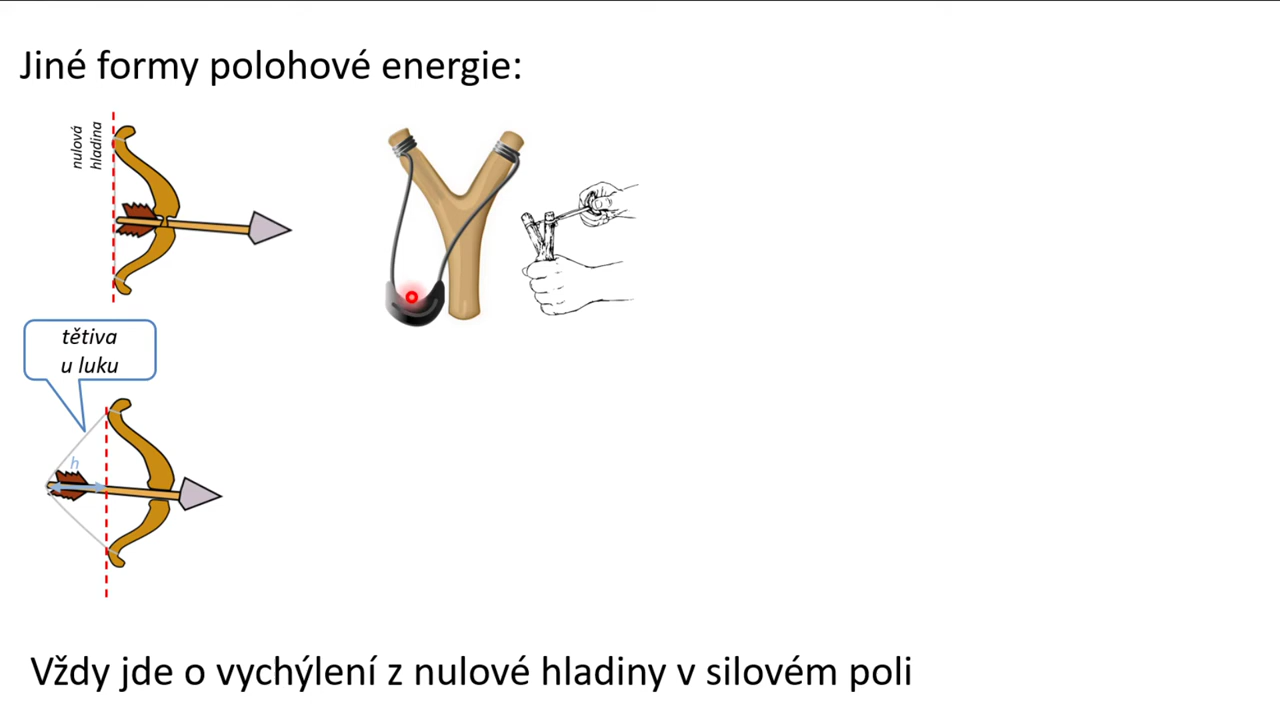 Jiné formy polohové energie:
nulová
hladina
tětiva
u luku
h
Vždy jde o vychýlení z nulové hladiny v silovém poli